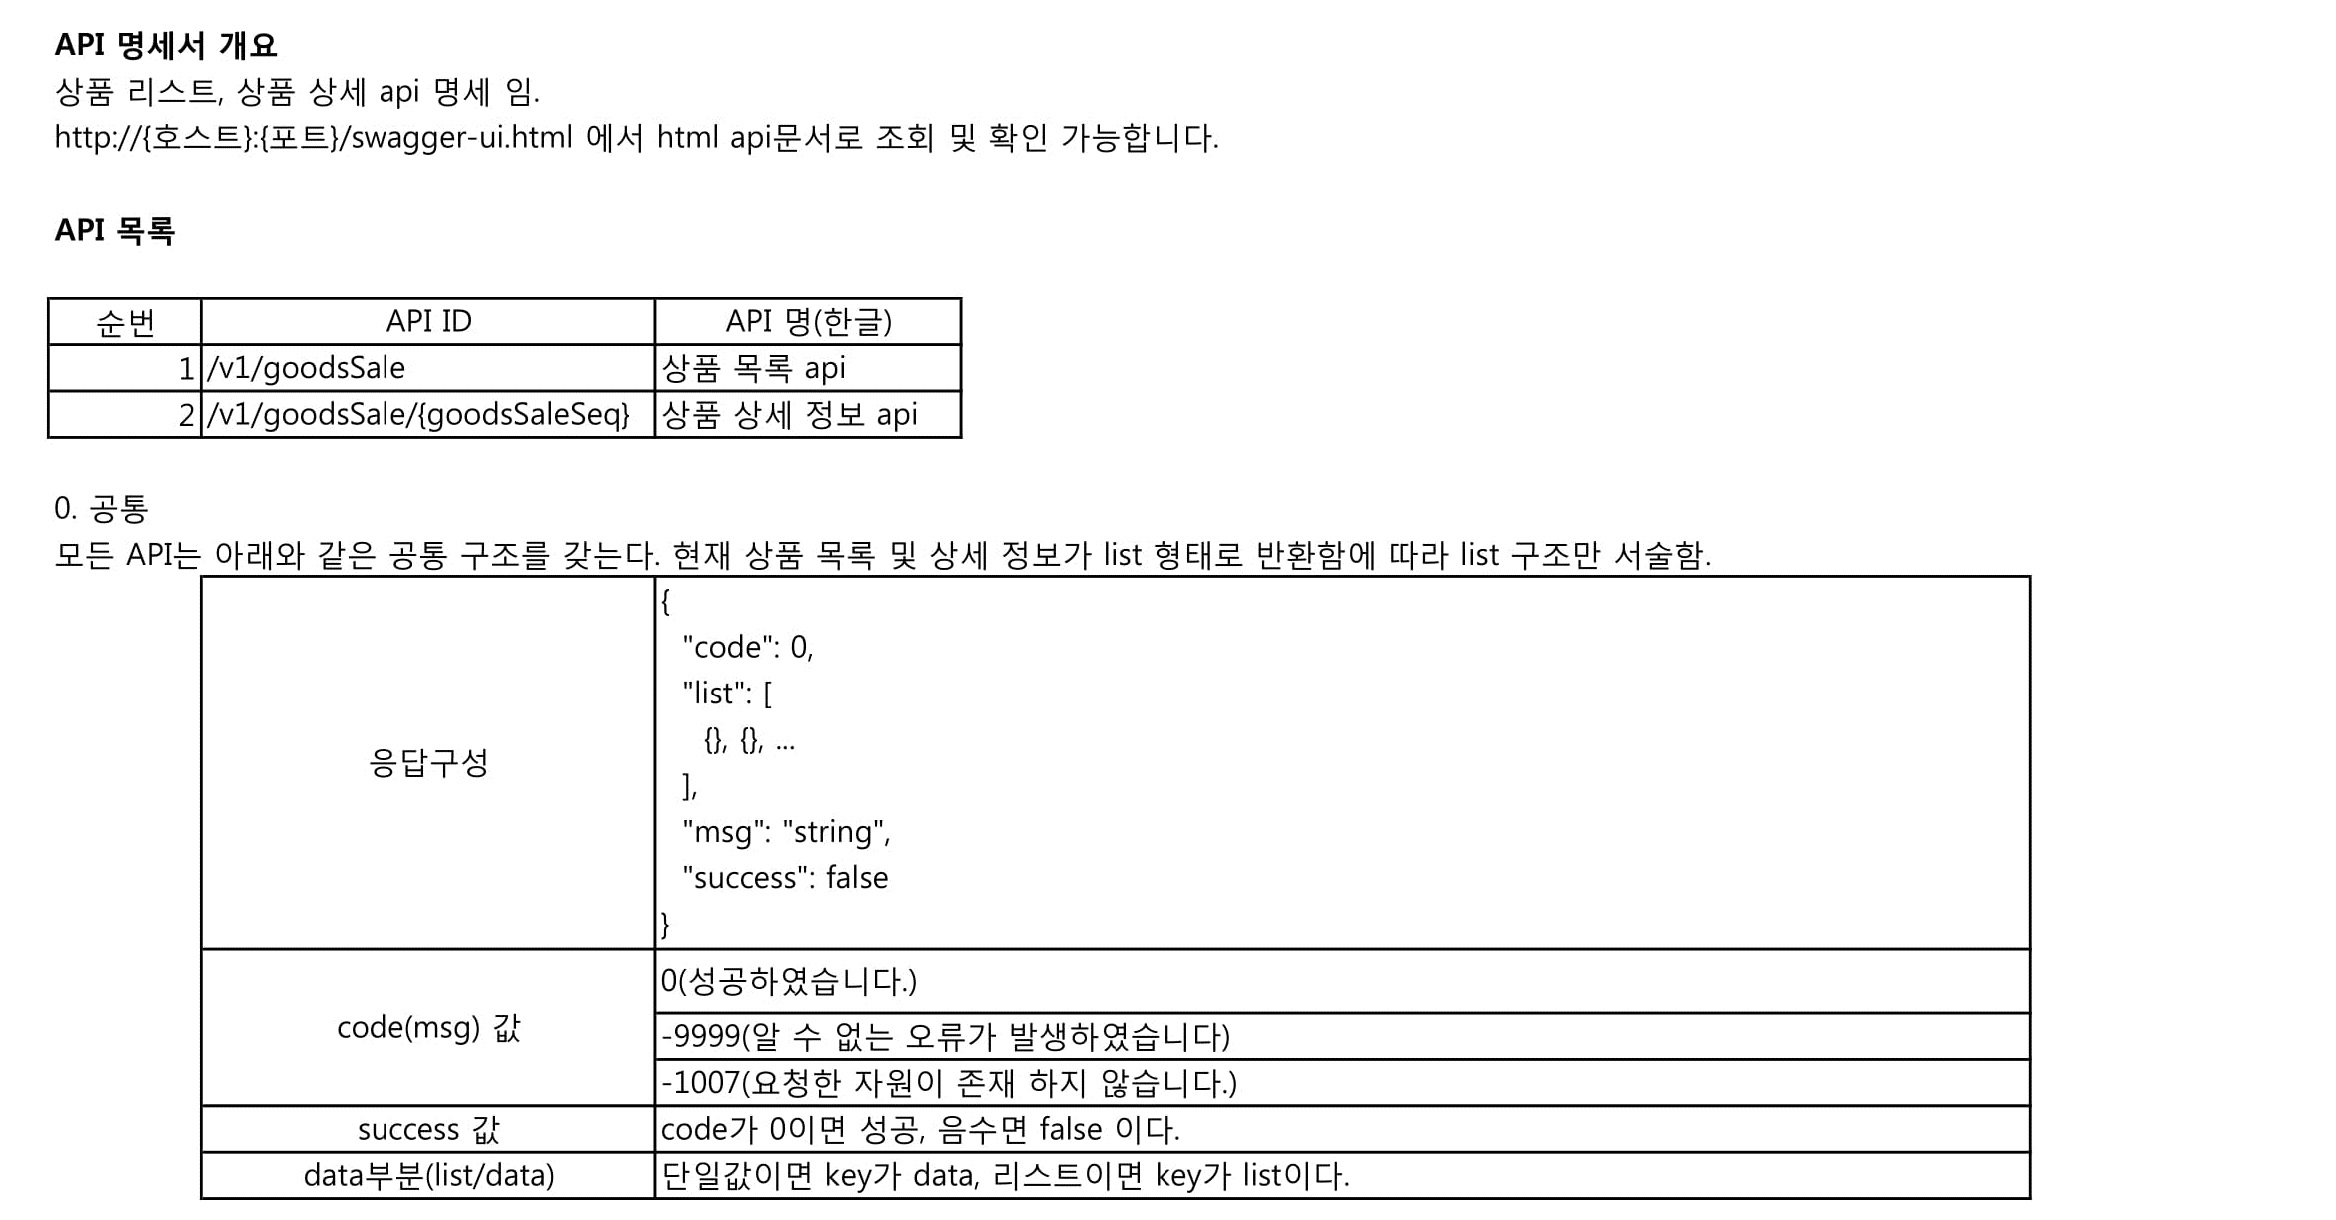 API 명세서 개요
상품 리스트, 상품 상세 api 명세 임.
http://{호스트}:{포트}/swagger-ui.html 에서 html api문서로 조회 및 확인 가능합니다.
API 목록
순번 API ID API 명(한글)
1 /v1/goodsSale 상품 목록 api
2 /v1/goodsSale/{goodsSaleSeq} 상품 상세 정보 api
0. 공통
모든 API는 아래와 같은 공통 구조를 갖는다. 현재 상품 목록 및 상세 정보가 list 형태로 반환함에 따라 list 구조만 서술함.
응답구성
{
"code": 0,
"list": [
{}, {}, ...
],
"msg": "string",
"success": false
}
code(msg) 값
0(성공하였습니다.)
-9999(알 수 없는 오류가 발생하였습니다)
-1007(요청한 자원이 존재 하지 않습니다.)
success 값 code가 0이면 성공, 음수면 false 이다.
data부분(list/data) 단일값이면 key가 data, 리스트이면 key가 list이다.